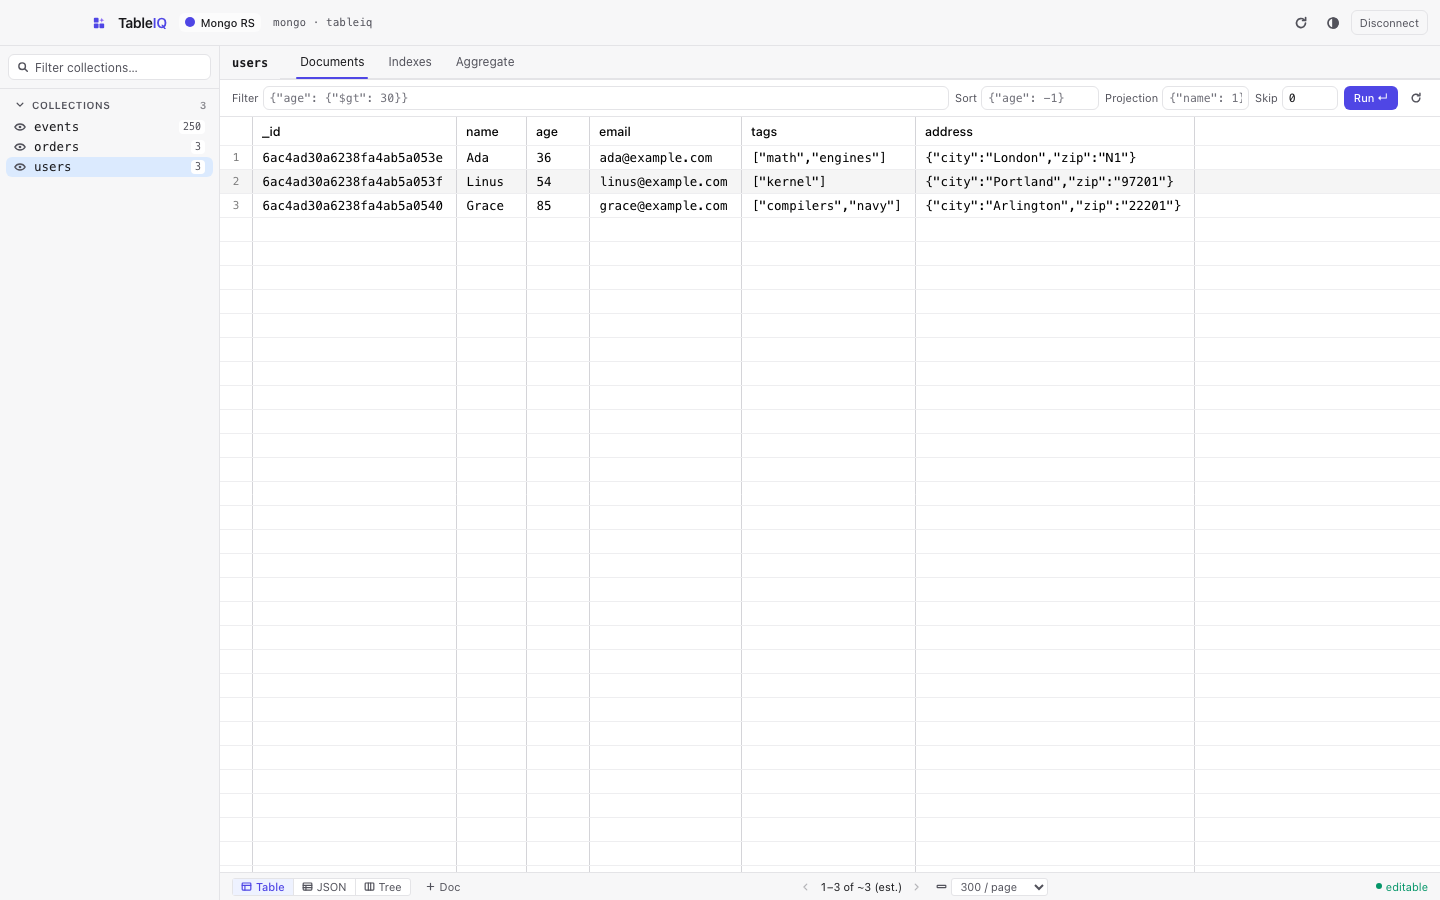 TableIQ Mongo RS mongo · tableiq Disconnect
Filter collections…
COLLECTIONS 3
events 250
orders 3
users 3
users Documents Indexes Aggregate
Filter {"age": {"$gt": 30}} Sort {"age": −1} Projection {"name": 1} Skip 0 Run ↵
_id name age email tags address
1 6ac4ad30a6238fa4ab5a053e Ada 36 ada@example.com ["math","engines"] {"city":"London","zip":"N1"}
2 6ac4ad30a6238fa4ab5a053f Linus 54 linus@example.com ["kernel"] {"city":"Portland","zip":"97201"}
3 6ac4ad30a6238fa4ab5a0540 Grace 85 grace@example.com ["compilers","navy"] {"city":"Arlington","zip":"22201"}
Table JSON Tree + Doc 1–3 of ~3 (est.) 300 / page editable